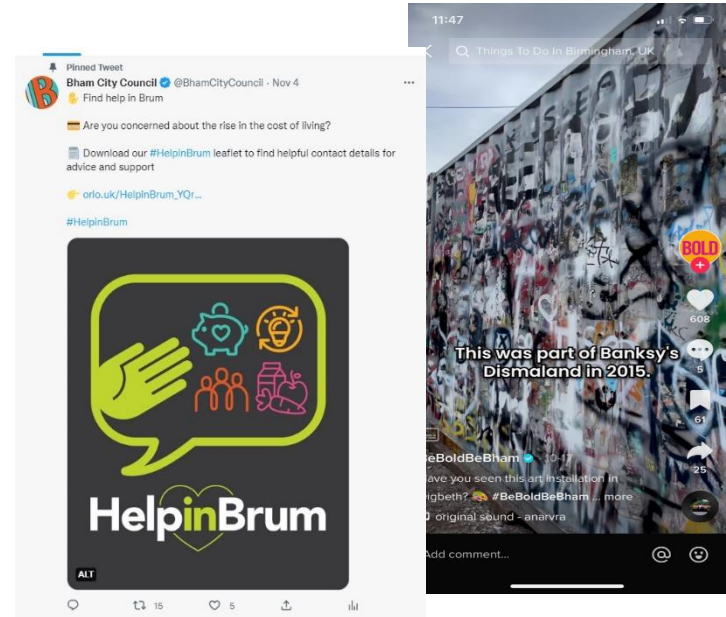 Pinned Tweet
Bham City Council @BhamCityCouncil · Nov 4
Find help in Brum
Are you concerned about the rise in the cost of living?
Download our #HelpinBrum leaflet to find helpful contact details for
advice and support
orlo.uk/HelpinBrum_YQr...
#HelpinBrum
HelpinBrum
ALT
15
5
11:47
Things To Do In Birmingham, UK
BOLD
608
This was part of Banksy's
Dismaland in 2015.
5
61
eBoldBeBham · 10-17
ave you seen this art installation in
igbeth? #BeBoldBeBham ... more
25
original sound - anarvra
Add comment...